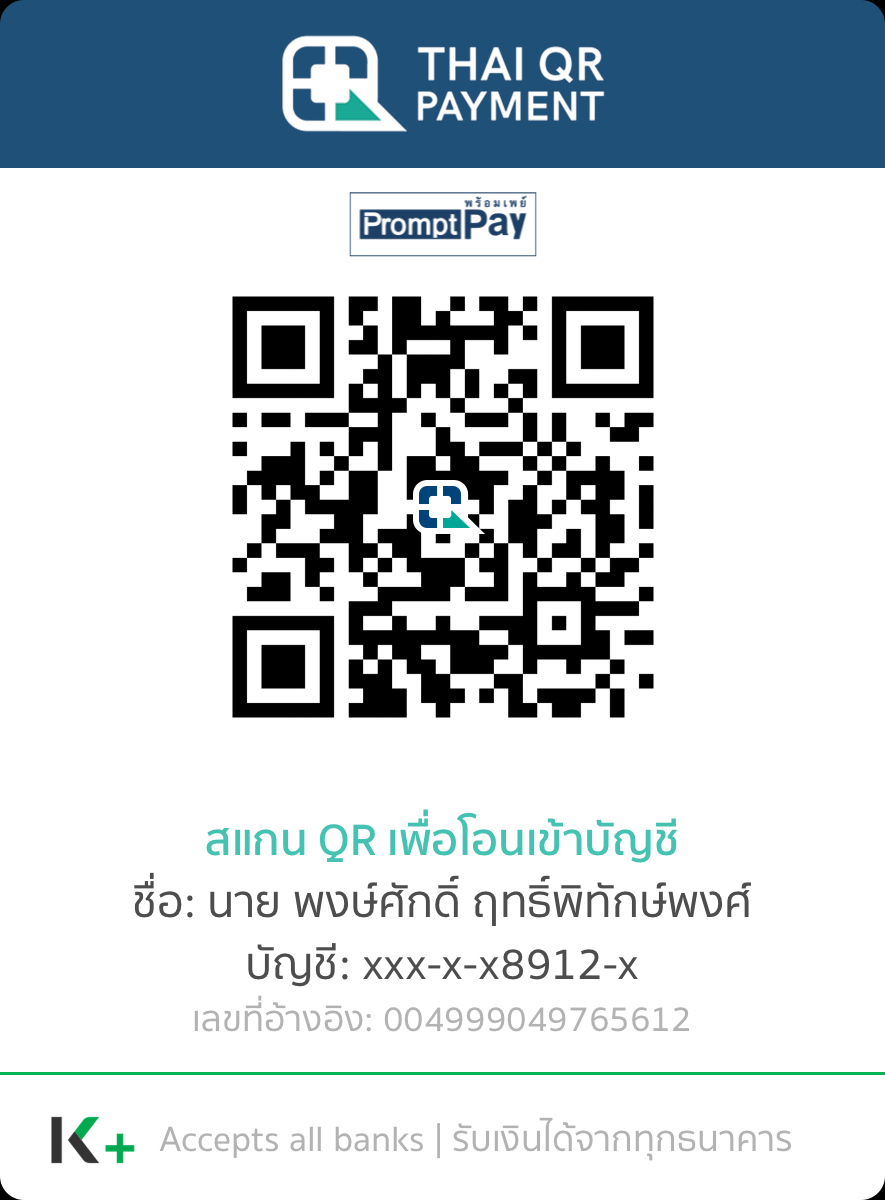 THAI QR
PAYMENT
พร้อมเพย์
PromptPay
สแกน QR เพื่อโอนเข้าบัญชี
ชื่อ: นาย พงษ์ศักดิ์ ฤทธิ์พิทักษ์พงศ์
บัญชี: xxx-x-x8912-x
เลขที่อ้างอิง: 004999049765612
K+ Accepts all banks | รับเงินได้จากทุกธนาคาร